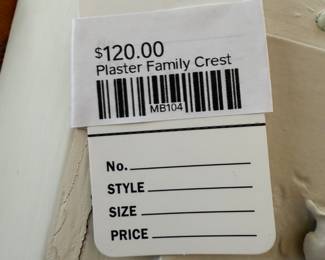 $120.00
Plaster Family Crest
MB104
No.
STYLE
SIZE
PRICE